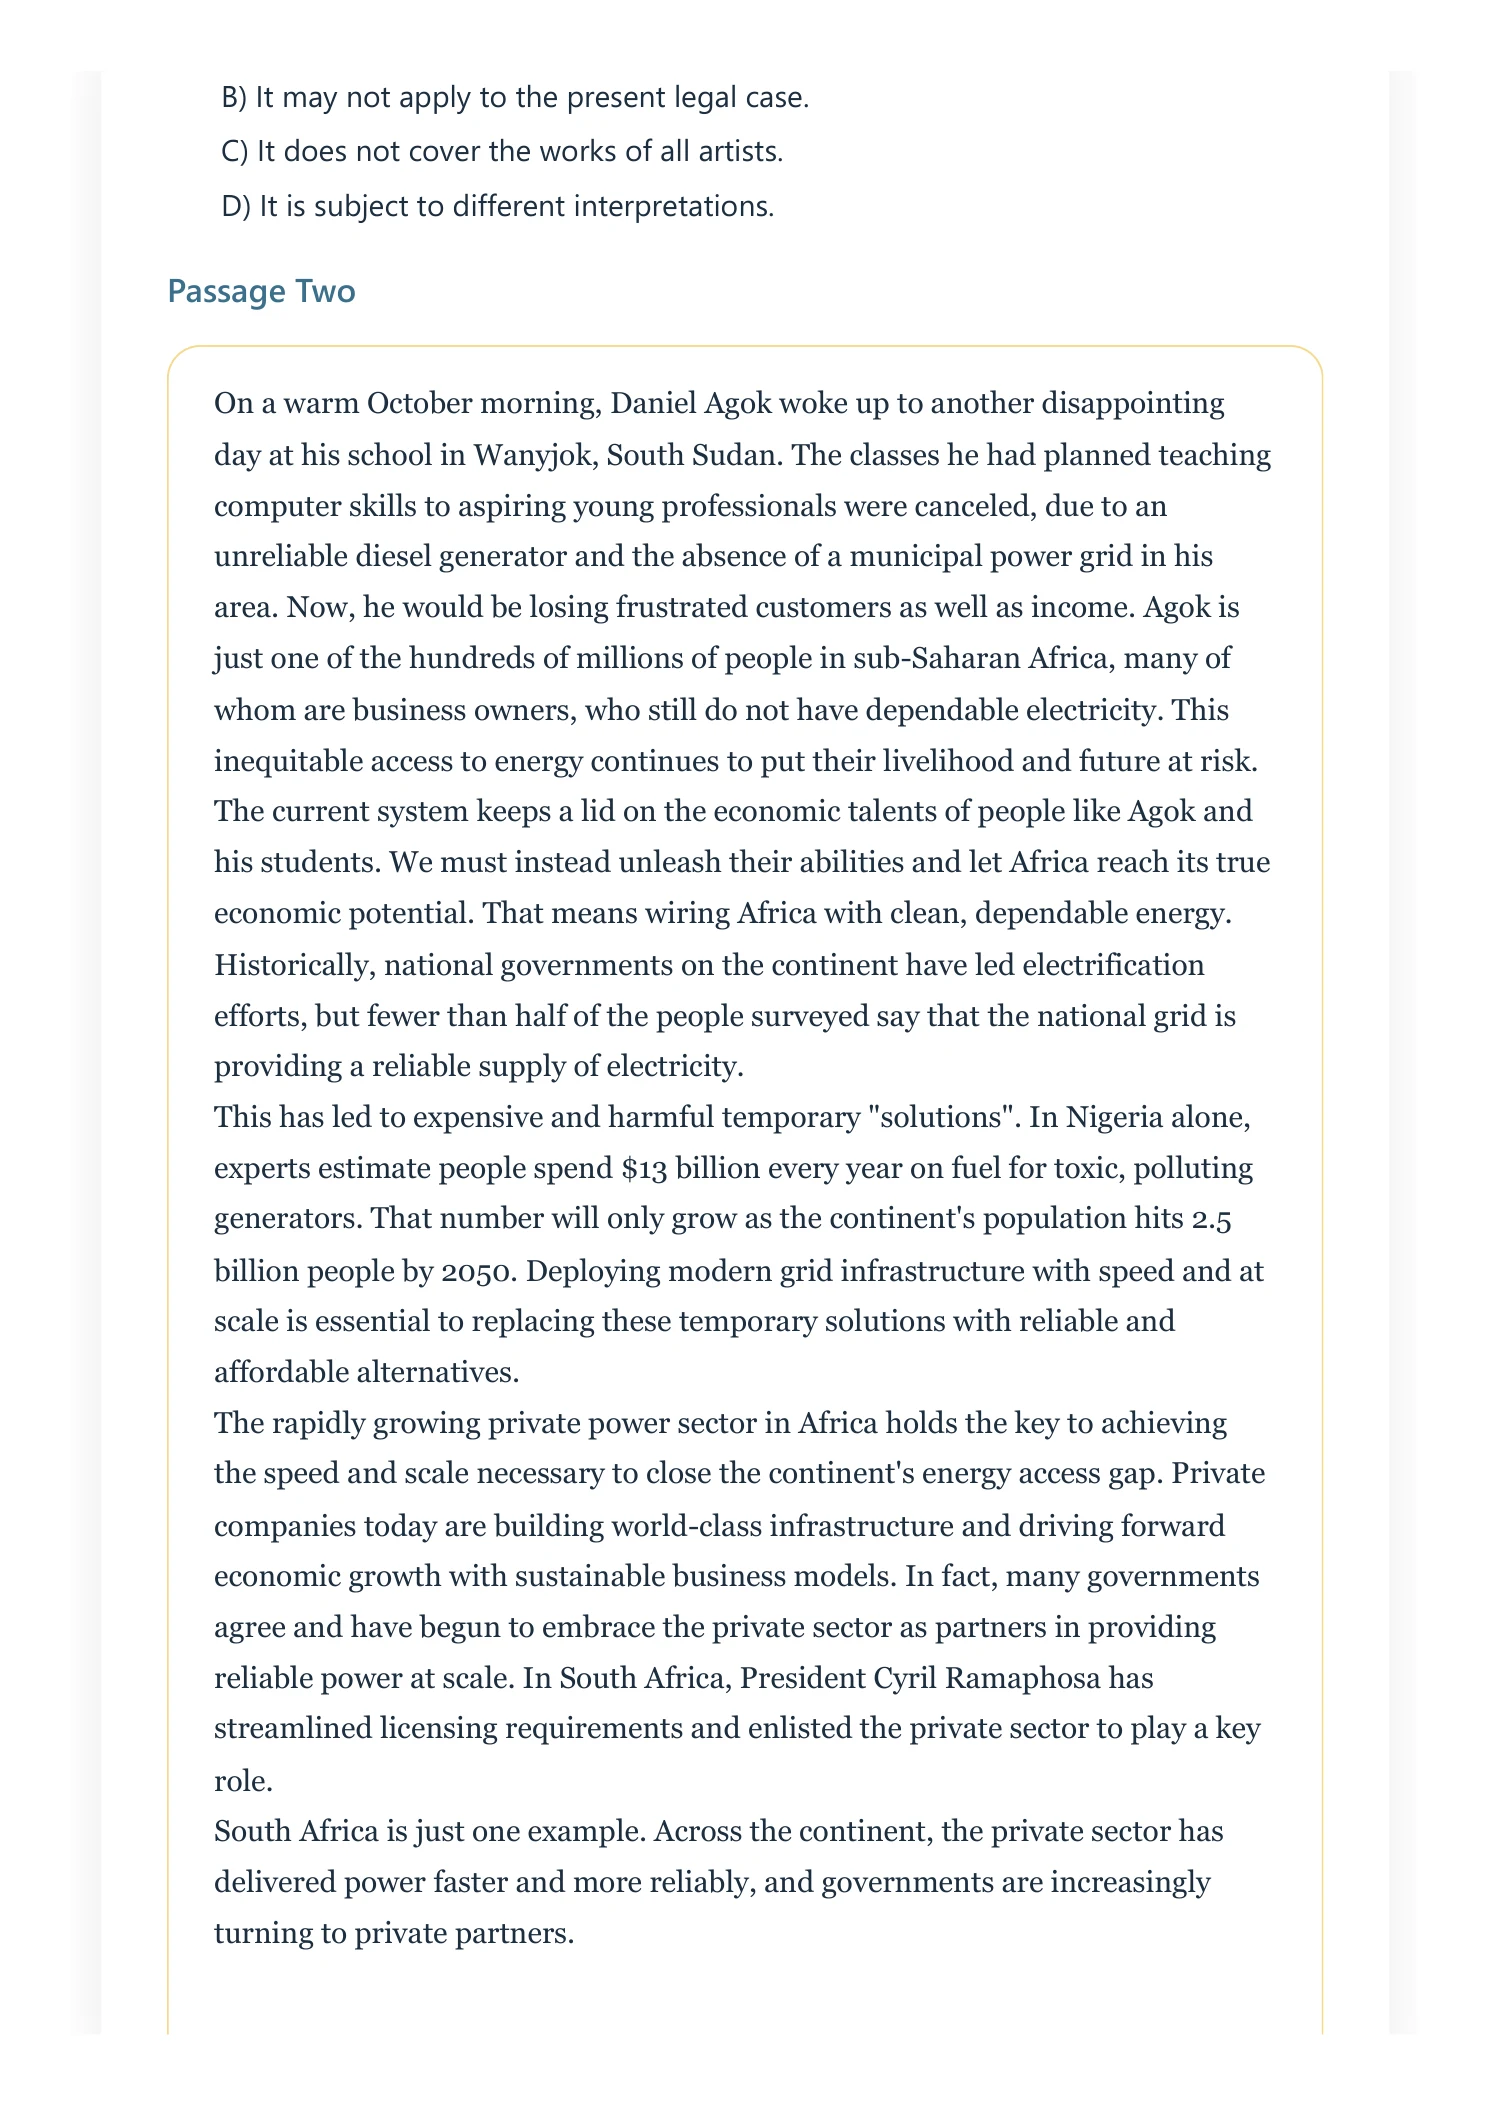 B) It may not apply to the present legal case.
C) It does not cover the works of all artists.
D) It is subject to different interpretations.
Passage Two
On a warm October morning, Daniel Agok woke up to another disappointing
day at his school in Wanyjok, South Sudan. The classes he had planned teaching
computer skills to aspiring young professionals were canceled, due to an
unreliable diesel generator and the absence of a municipal power grid in his
area. Now, he would be losing frustrated customers as well as income. Agok is
just one of the hundreds of millions of people in sub-Saharan Africa, many of
whom are business owners, who still do not have dependable electricity. This
inequitable access to energy continues to put their livelihood and future at risk.
The current system keeps a lid on the economic talents of people like Agok and
his students. We must instead unleash their abilities and let Africa reach its true
economic potential. That means wiring Africa with clean, dependable energy.
Historically, national governments on the continent have led electrification
efforts, but fewer than half of the people surveyed say that the national grid is
providing a reliable supply of electricity.
This has led to expensive and harmful temporary "solutions". In Nigeria alone,
experts estimate people spend $13 billion every year on fuel for toxic, polluting
generators. That number will only grow as the continent's population hits 2.5
billion people by 2050. Deploying modern grid infrastructure with speed and at
scale is essential to replacing these temporary solutions with reliable and
affordable alternatives.
The rapidly growing private power sector in Africa holds the key to achieving
the speed and scale necessary to close the continent's energy access gap. Private
companies today are building world-class infrastructure and driving forward
economic growth with sustainable business models. In fact, many governments
agree and have begun to embrace the private sector as partners in providing
reliable power at scale. In South Africa, President Cyril Ramaphosa has
streamlined licensing requirements and enlisted the private sector to play a key
role.
South Africa is just one example. Across the continent, the private sector has
delivered power faster and more reliably, and governments are increasingly
turning to private partners.